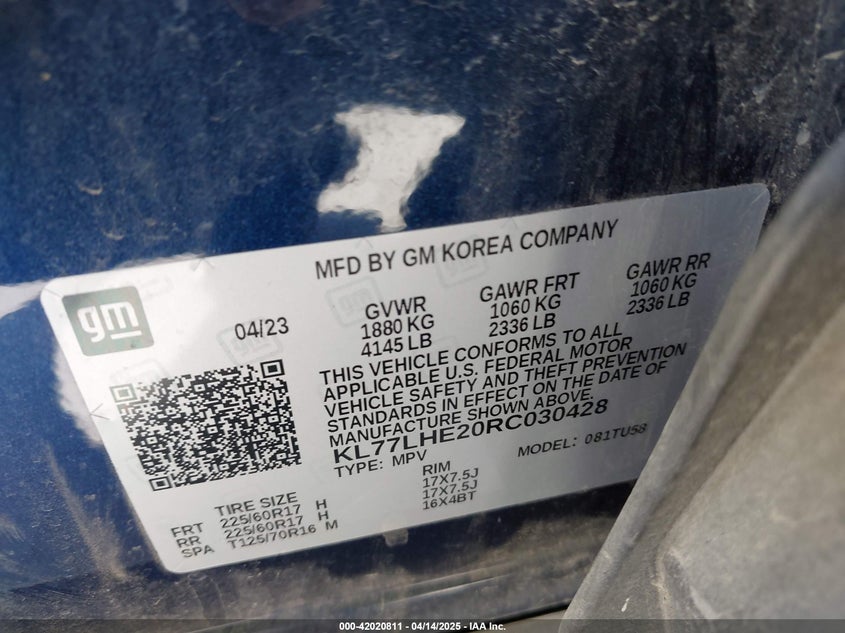 MFD BY GM KOREA COMPANY
gm
04/23
GVWR
1880 KG
4145 LB
GAWR FRT
1060 KG
2336 LB
GAWR RR
1060 KG
2336 LB
THIS VEHICLE CONFORMS TO ALL
APPLICABLE U.S. FEDERAL MOTOR
VEHICLE SAFETY AND THEFT PREVENTION
STANDARDS IN EFFECT ON THE DATE OF
MANUFACTURE SHOWN ABOVE.
KL77LHE20RC030428
TYPE: MPV
MODEL: 081TU58
TIRE SIZE
RIM
FRT 225/60R17 H 17X7.5J
RR 225/60R17 H 17X7.5J
SPA T125/70R16 M 16X4BT
000-42020811 - 04/14/2025 - IAA Inc.